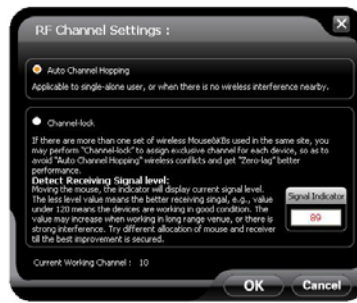 RF Channel Settings :
X
Auto Channel Hopping
Applicable to single-alone user, or when there is no wireless interference nearby.
Channel-lock
If there are more than one set of wireless Mouse&KBs used in the same site, you
may perform "Channel-lock" to assign exclusive channel for each device, so as to
avoid "Auto Channel Hopping" wireless conflicts and get "Zero-lag" better
performance.
Detect Receiving Signal level:
Moving the mouse, the indicator will display current signal level.
The less level value means the better receiving singal, e.g., value
under 120 means the devices are working in good condition. The
value may increase when working in long range venue, or there is
strong interference. Try different allocation of mouse and receiver
till the best improvement is secured.
Signal Indicator
89
Current Working Channel : 10
OK
Cancel